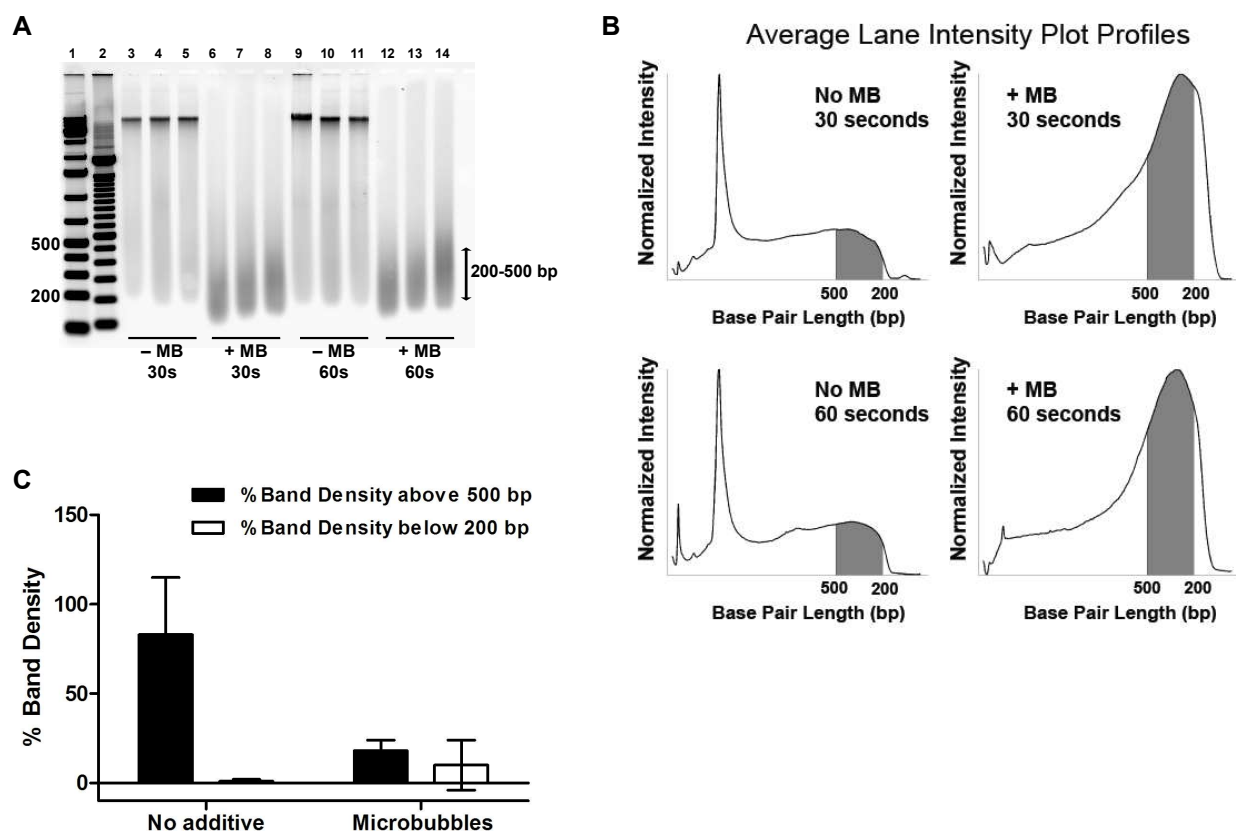 A
1 2 3 4 5 6 7 8 9 10 11 12 13 14
500
200
200-500 bp
– MB
30s
+ MB
30s
– MB
60s
+ MB
60s
B
Average Lane Intensity Plot Profiles
Normalized Intensity
No MB
30 seconds
500 200
Base Pair Length (bp)
Normalized Intensity
+ MB
30 seconds
500 200
Base Pair Length (bp)
Normalized Intensity
No MB
60 seconds
500 200
Base Pair Length (bp)
Normalized Intensity
+ MB
60 seconds
500 200
Base Pair Length (bp)
C
% Band Density above 500 bp
% Band Density below 200 bp
% Band Density
150
100
50
0
No additive
Microbubbles